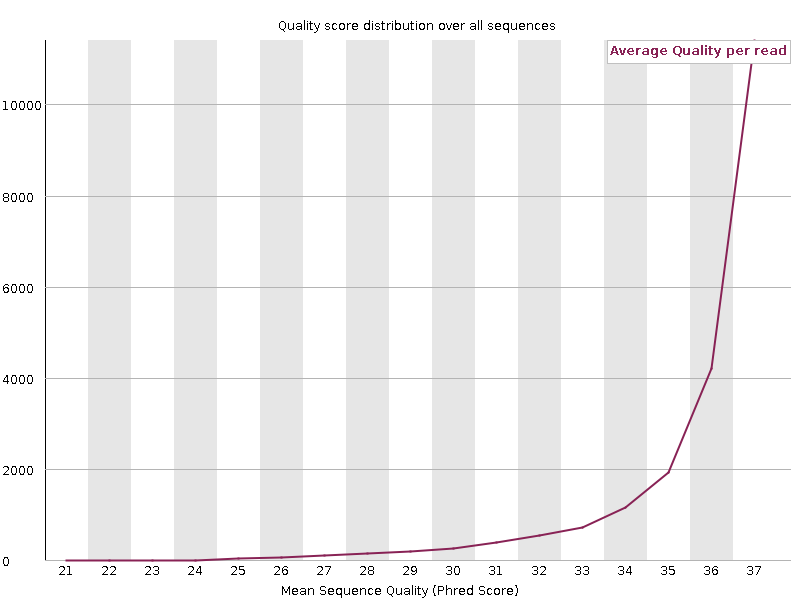 Quality score distribution over all sequences
Average Quality per read
10000
8000
6000
4000
2000
0
21 22 23 24 25 26 27 28 29 30 31 32 33 34 35 36 37
Mean Sequence Quality (Phred Score)